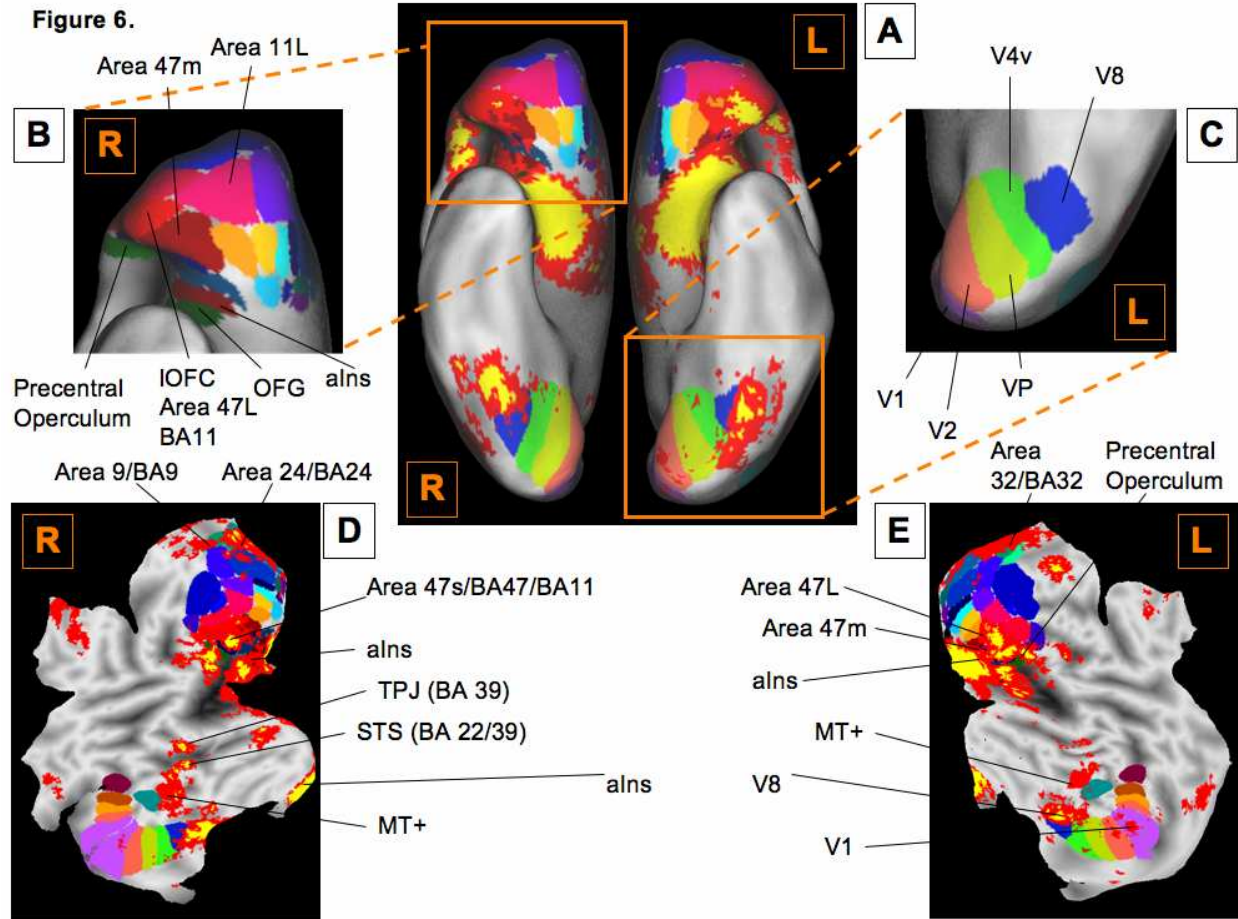 Figure 6.
Area 11L
Area 47m
B
R
L
A
V4v
V8
C
L
Precentral
Operculum
lOFC
Area 47L
BA11
OFG
aIns
V1
V2
VP
R
Area 9/BA9
Area 24/BA24
Area
32/BA32
Precentral
Operculum
R
D
E
L
Area 47s/BA47/BA11
aIns
TPJ (BA 39)
STS (BA 22/39)
aIns
MT+
Area 47L
Area 47m
aIns
MT+
V8
V1